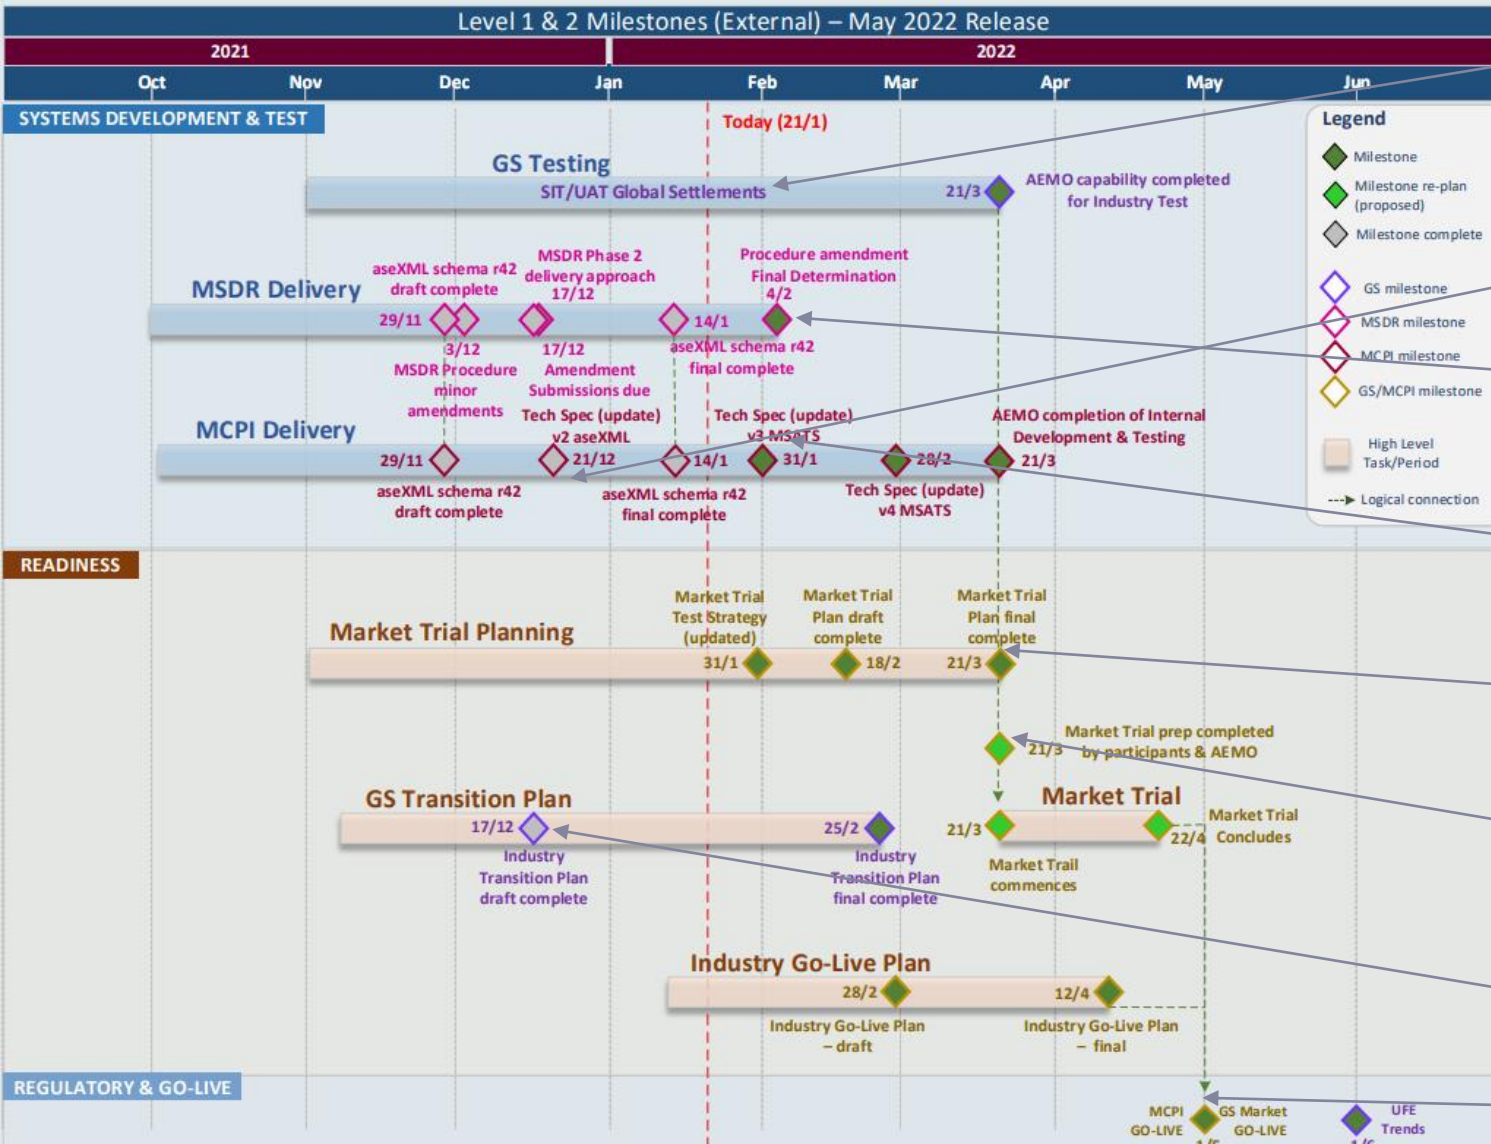 Level 1 & 2 Milestones (External) – May 2022 Release
2021
2022
Oct
Nov
Dec
Jan
Feb
Mar
Apr
May
Jun
SYSTEMS DEVELOPMENT & TEST
Today (21/1)
GS Testing
SIT/UAT Global Settlements
21/3
AEMO capability completed
for Industry Test
MSDR Delivery
aseXML schema r42
draft complete
MSDR Phase 2
delivery approach
17/12
Procedure amendment
Final Determination
4/2
29/11
14/1
3/12
MSDR Procedure
minor
amendments
17/12
Amendment
Submissions due
aseXML schema r42
final complete
MCPI Delivery
Tech Spec (update)
v2 aseXML
Tech Spec (update)
v3 MSATS
AEMO completion of Internal
Development & Testing
29/11
21/12
14/1
31/1
28/2
21/3
aseXML schema r42
draft complete
aseXML schema r42
final complete
Tech Spec (update)
v4 MSATS
Legend
Milestone
Milestone re-plan
(proposed)
Milestone complete
GS milestone
MSDR milestone
MCPI milestone
GS/MCPI milestone
High Level
Task/Period
Logical connection
READINESS
Market Trial Planning
Market Trial
Test Strategy
(updated)
Market Trial
Plan draft
complete
Market Trial
Plan final
complete
31/1
18/2
21/3
21/3
Market Trial prep completed
by participants & AEMO
GS Transition Plan
17/12
25/2
Industry
Transition Plan
draft complete
Industry
Transition Plan
final complete
Market Trial
21/3
22/4
Market Trial
Concludes
Market Trail
commences
Industry Go-Live Plan
28/2
12/4
Industry Go-Live Plan
– draft
Industry Go-Live Plan
– final
REGULATORY & GO-LIVE
MCPI
GO-LIVE
GS Market
GO-LIVE
UFE
Trends